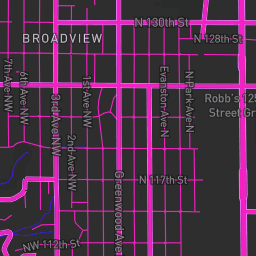 N 130th St
BROADVIEW
N 128th St
7th Ave NW
6th Ave NW
3rd Ave NW
1st Ave NW
2nd Ave NW
Evanston Ave N
N Park Ave N
Robb's 125
Street Gr
Greenwood Ave
N 117th St
NW 112th St